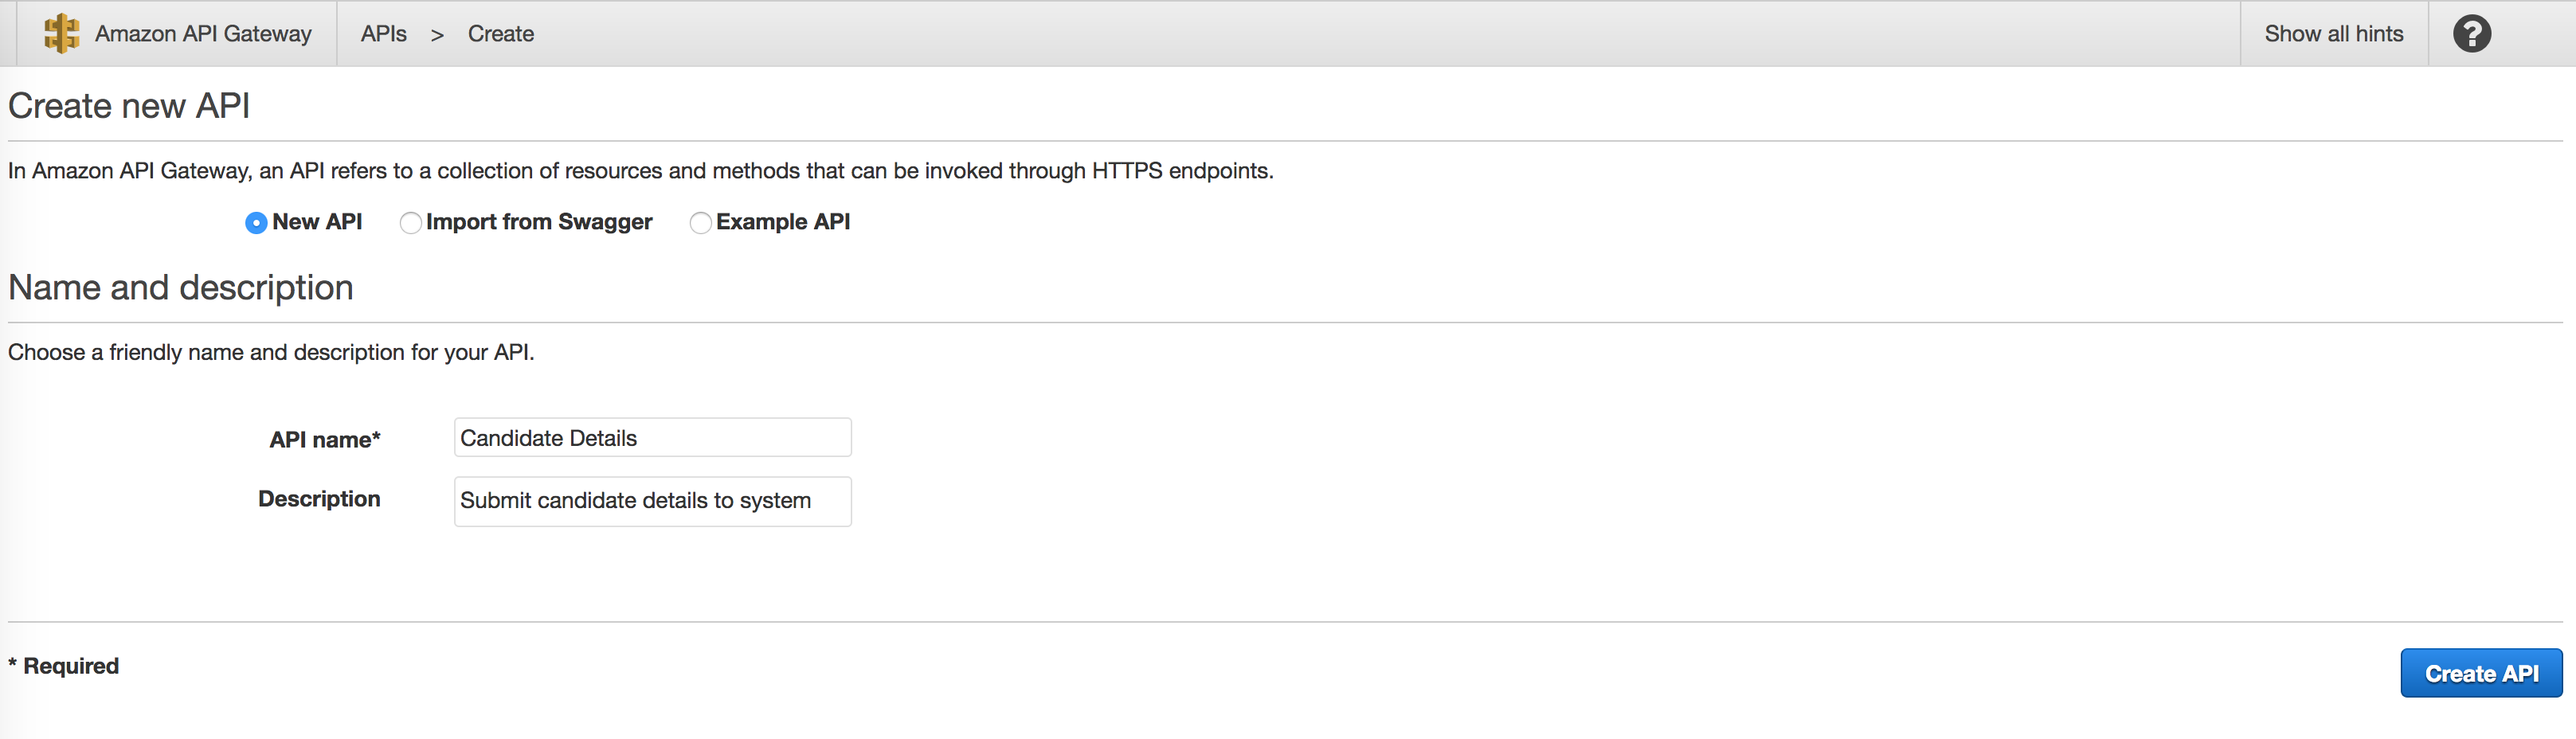 Amazon API Gateway APIs > Create Show all hints ?
Create new API
In Amazon API Gateway, an API refers to a collection of resources and methods that can be invoked through HTTPS endpoints.
New API Import from Swagger Example API
Name and description
Choose a friendly name and description for your API.
API name* Candidate Details
Description Submit candidate details to system
* Required Create API